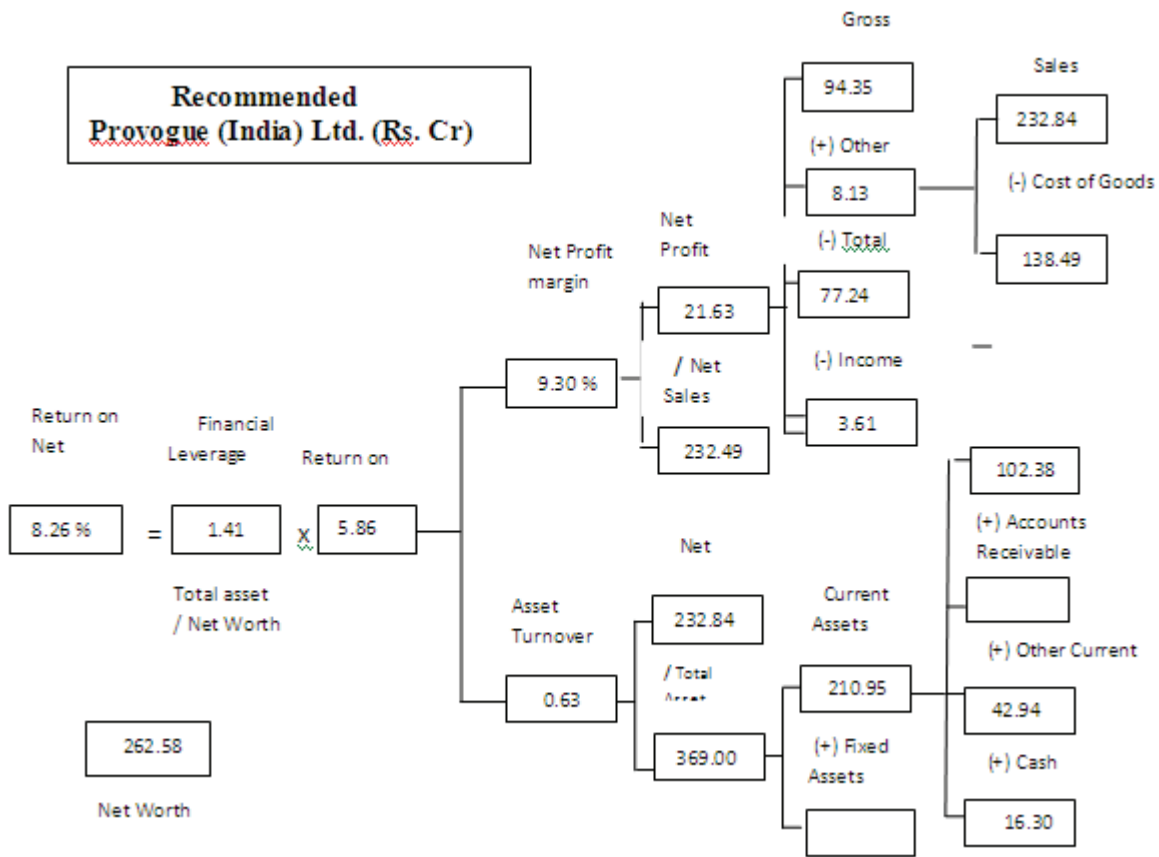 Gross
Sales
Recommended
Provogue (India) Ltd. (Rs. Cr)
94.35
232.84
(+) Other
(-) Cost of Goods
8.13
Net
Profit
(-) Total
Net Profit
margin
138.49
21.63
77.24
/ Net
Sales
(-) Income
9.30 %
3.61
232.49
Return on
Net
Financial
Leverage
Return on
102.38
8.26 %
=
1.41
x
5.86
(+) Accounts
Receivable
Net
Total asset
/ Net Worth
Asset
Turnover
232.84
Current
Assets
(+) Other Current
/ Total
Asset
210.95
0.63
42.94
262.58
369.00
(+) Fixed
Assets
(+) Cash
Net Worth
16.30